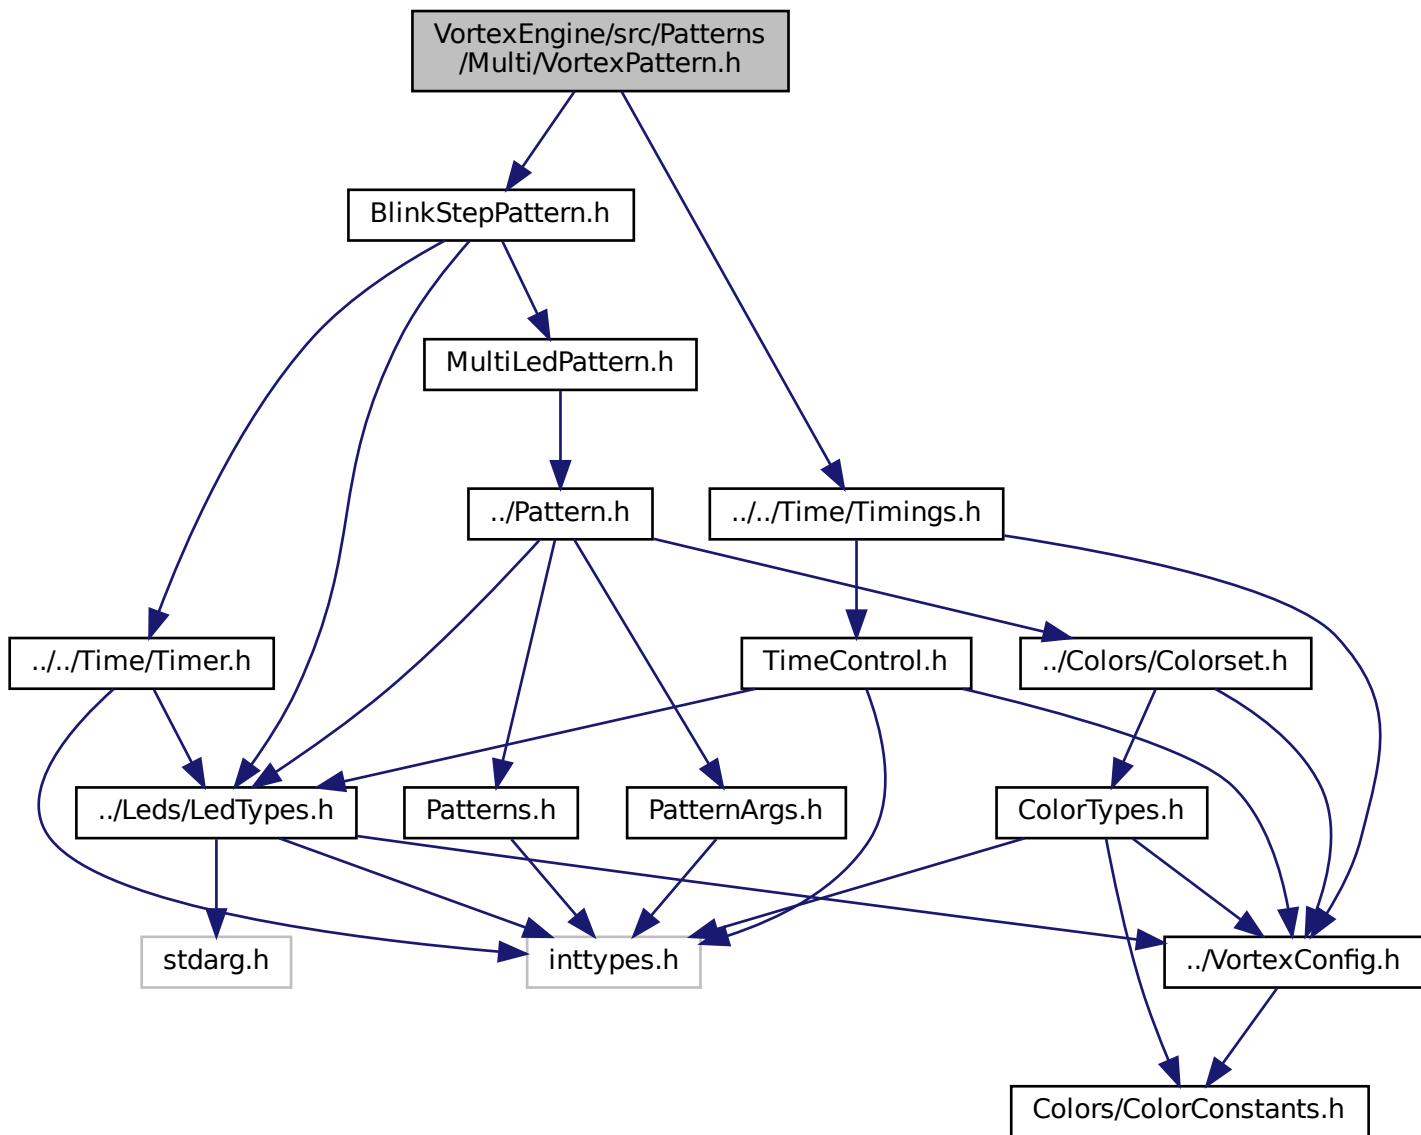 VortexEngine/src/Patterns
/Multi/VortexPattern.h
BlinkStepPattern.h
MultiLedPattern.h
../Pattern.h
../../Time/Timings.h
../../Time/Timer.h
TimeControl.h
../Colors/Colorset.h
../Leds/LedTypes.h
Patterns.h
PatternArgs.h
ColorTypes.h
stdarg.h
inttypes.h
../VortexConfig.h
Colors/ColorConstants.h